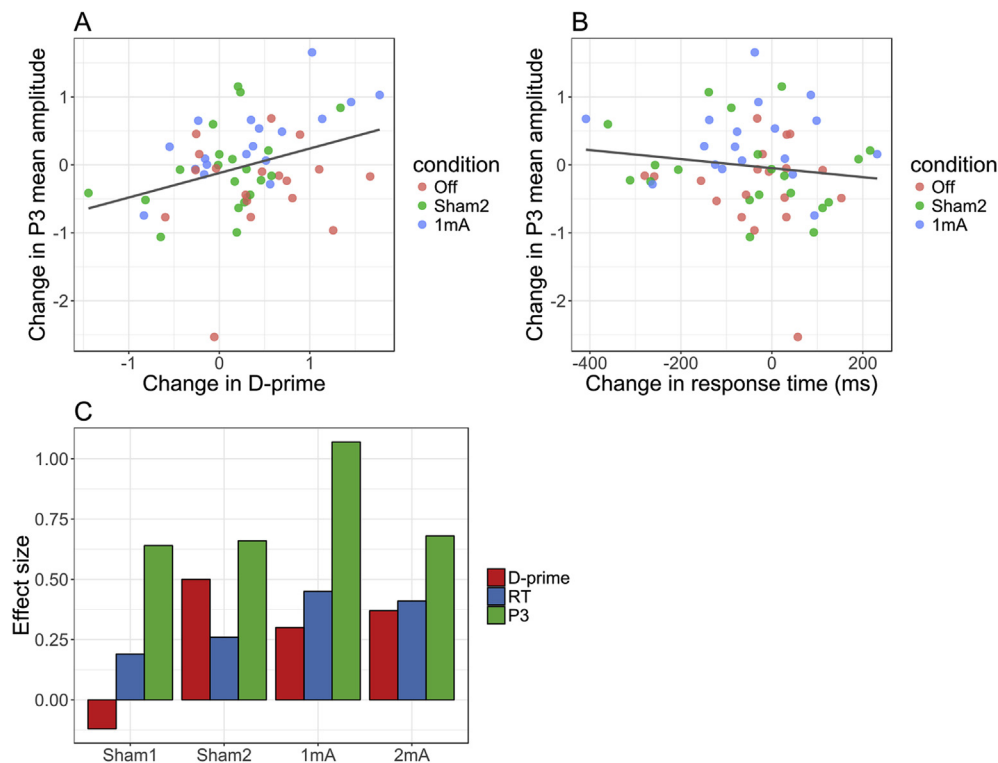 A
Change in P3 mean amplitude
1
0
-1
-2
-1
0
1
Change in D-prime
condition
Off
Sham2
1mA
B
Change in P3 mean amplitude
1
0
-1
-2
-400
-200
0
200
Change in response time (ms)
condition
Off
Sham2
1mA
C
Effect size
1.00
0.75
0.50
0.25
0.00
Sham1
Sham2
1mA
2mA
D-prime
RT
P3